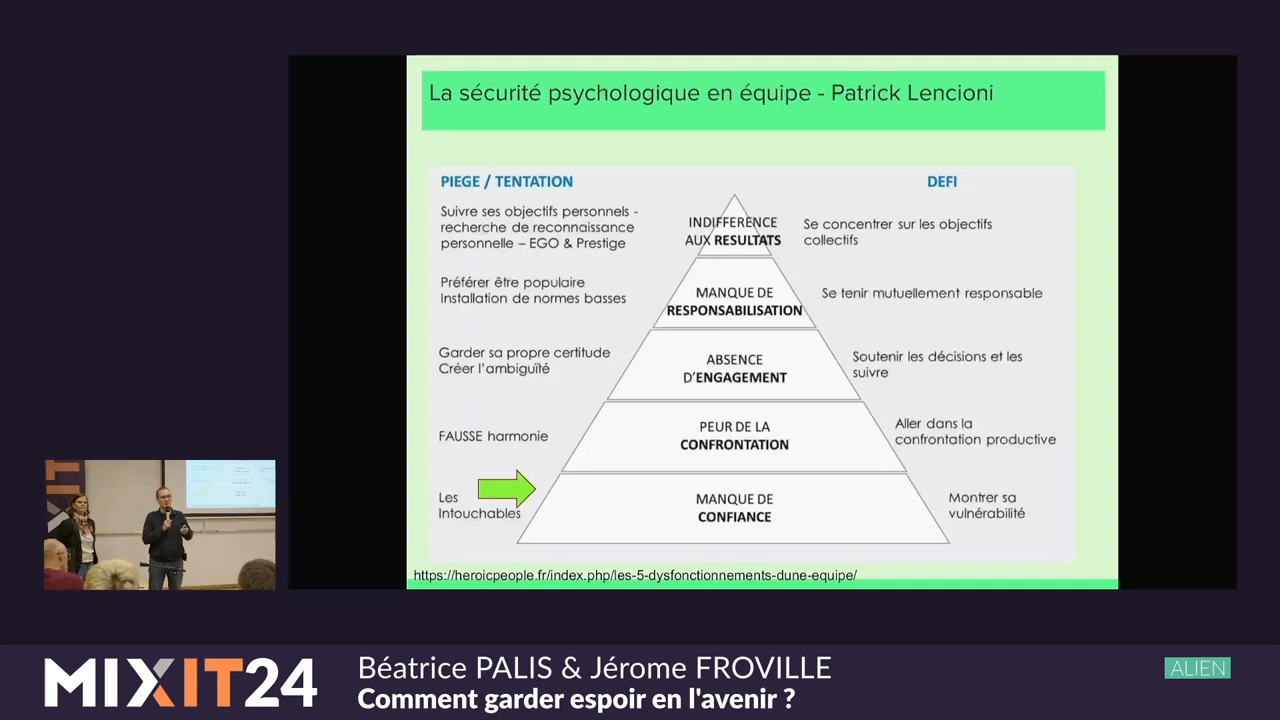 La sécurité psychologique en équipe - Patrick Lencioni
PIEGE / TENTATION
DEFI
Suivre ses objectifs personnels -
recherche de reconnaissance
personnelle – EGO & Prestige
INDIFFERENCE
AUX RESULTATS
Se concentrer sur les objectifs
collectifs
Préférer être populaire
Installation de normes basses
MANQUE DE
RESPONSABILISATION
Se tenir mutuellement responsable
Garder sa propre certitude
Créer l'ambiguïté
ABSENCE
D'ENGAGEMENT
Soutenir les décisions et les
suivre
FAUSSE harmonie
PEUR DE LA
CONFRONTATION
Aller dans la
confrontation productive
Les
Intouchables
MANQUE DE
CONFIANCE
Montrer sa
vulnérabilité
https://heroicpeople.fr/index.php/les-5-dysfonctionnements-dune-equipe/
MIXIT24
Béatrice PALIS & Jérome FROVILLE
Comment garder espoir en l'avenir ?
ALIEN